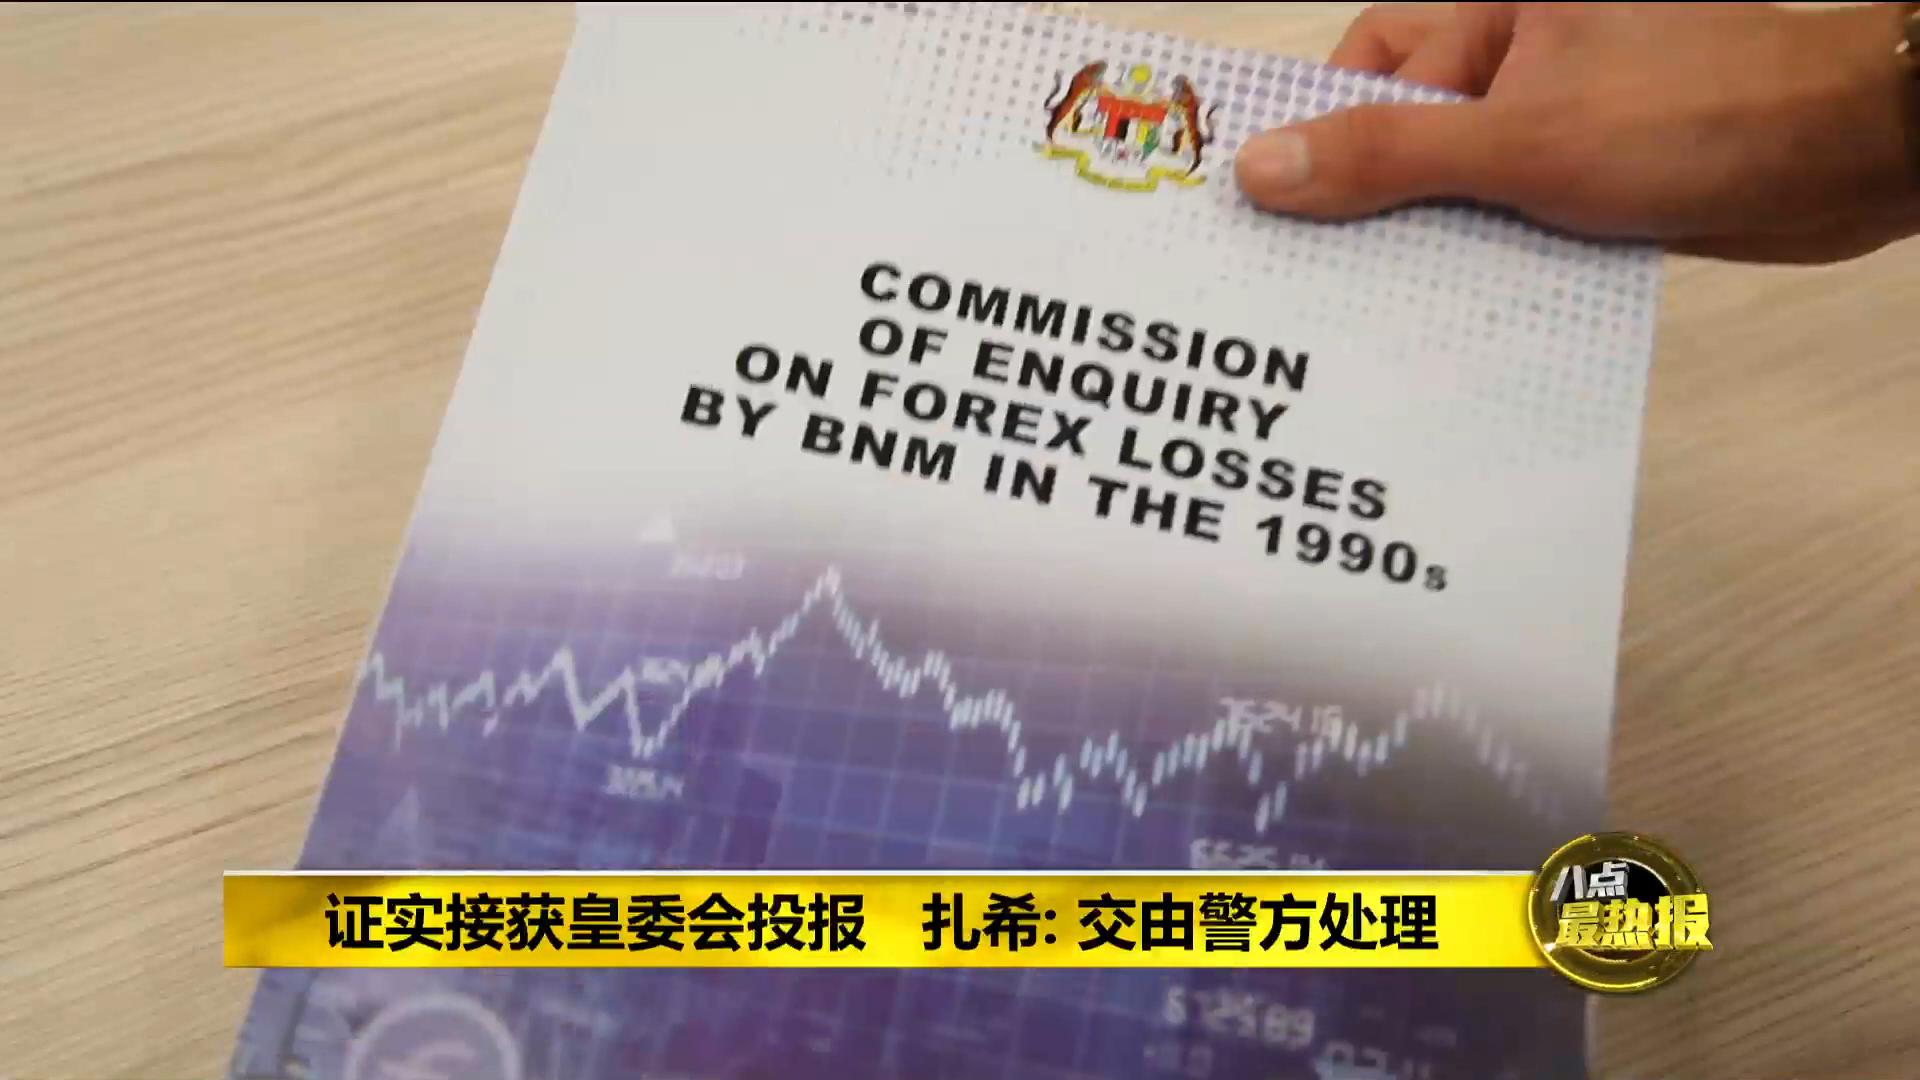 COMMISSION
OF ENQUIRY
ON FOREX LOSSES
BY BNM IN THE 1990s
证实接获皇委会投报 扎希: 交由警方处理
八点
最热报